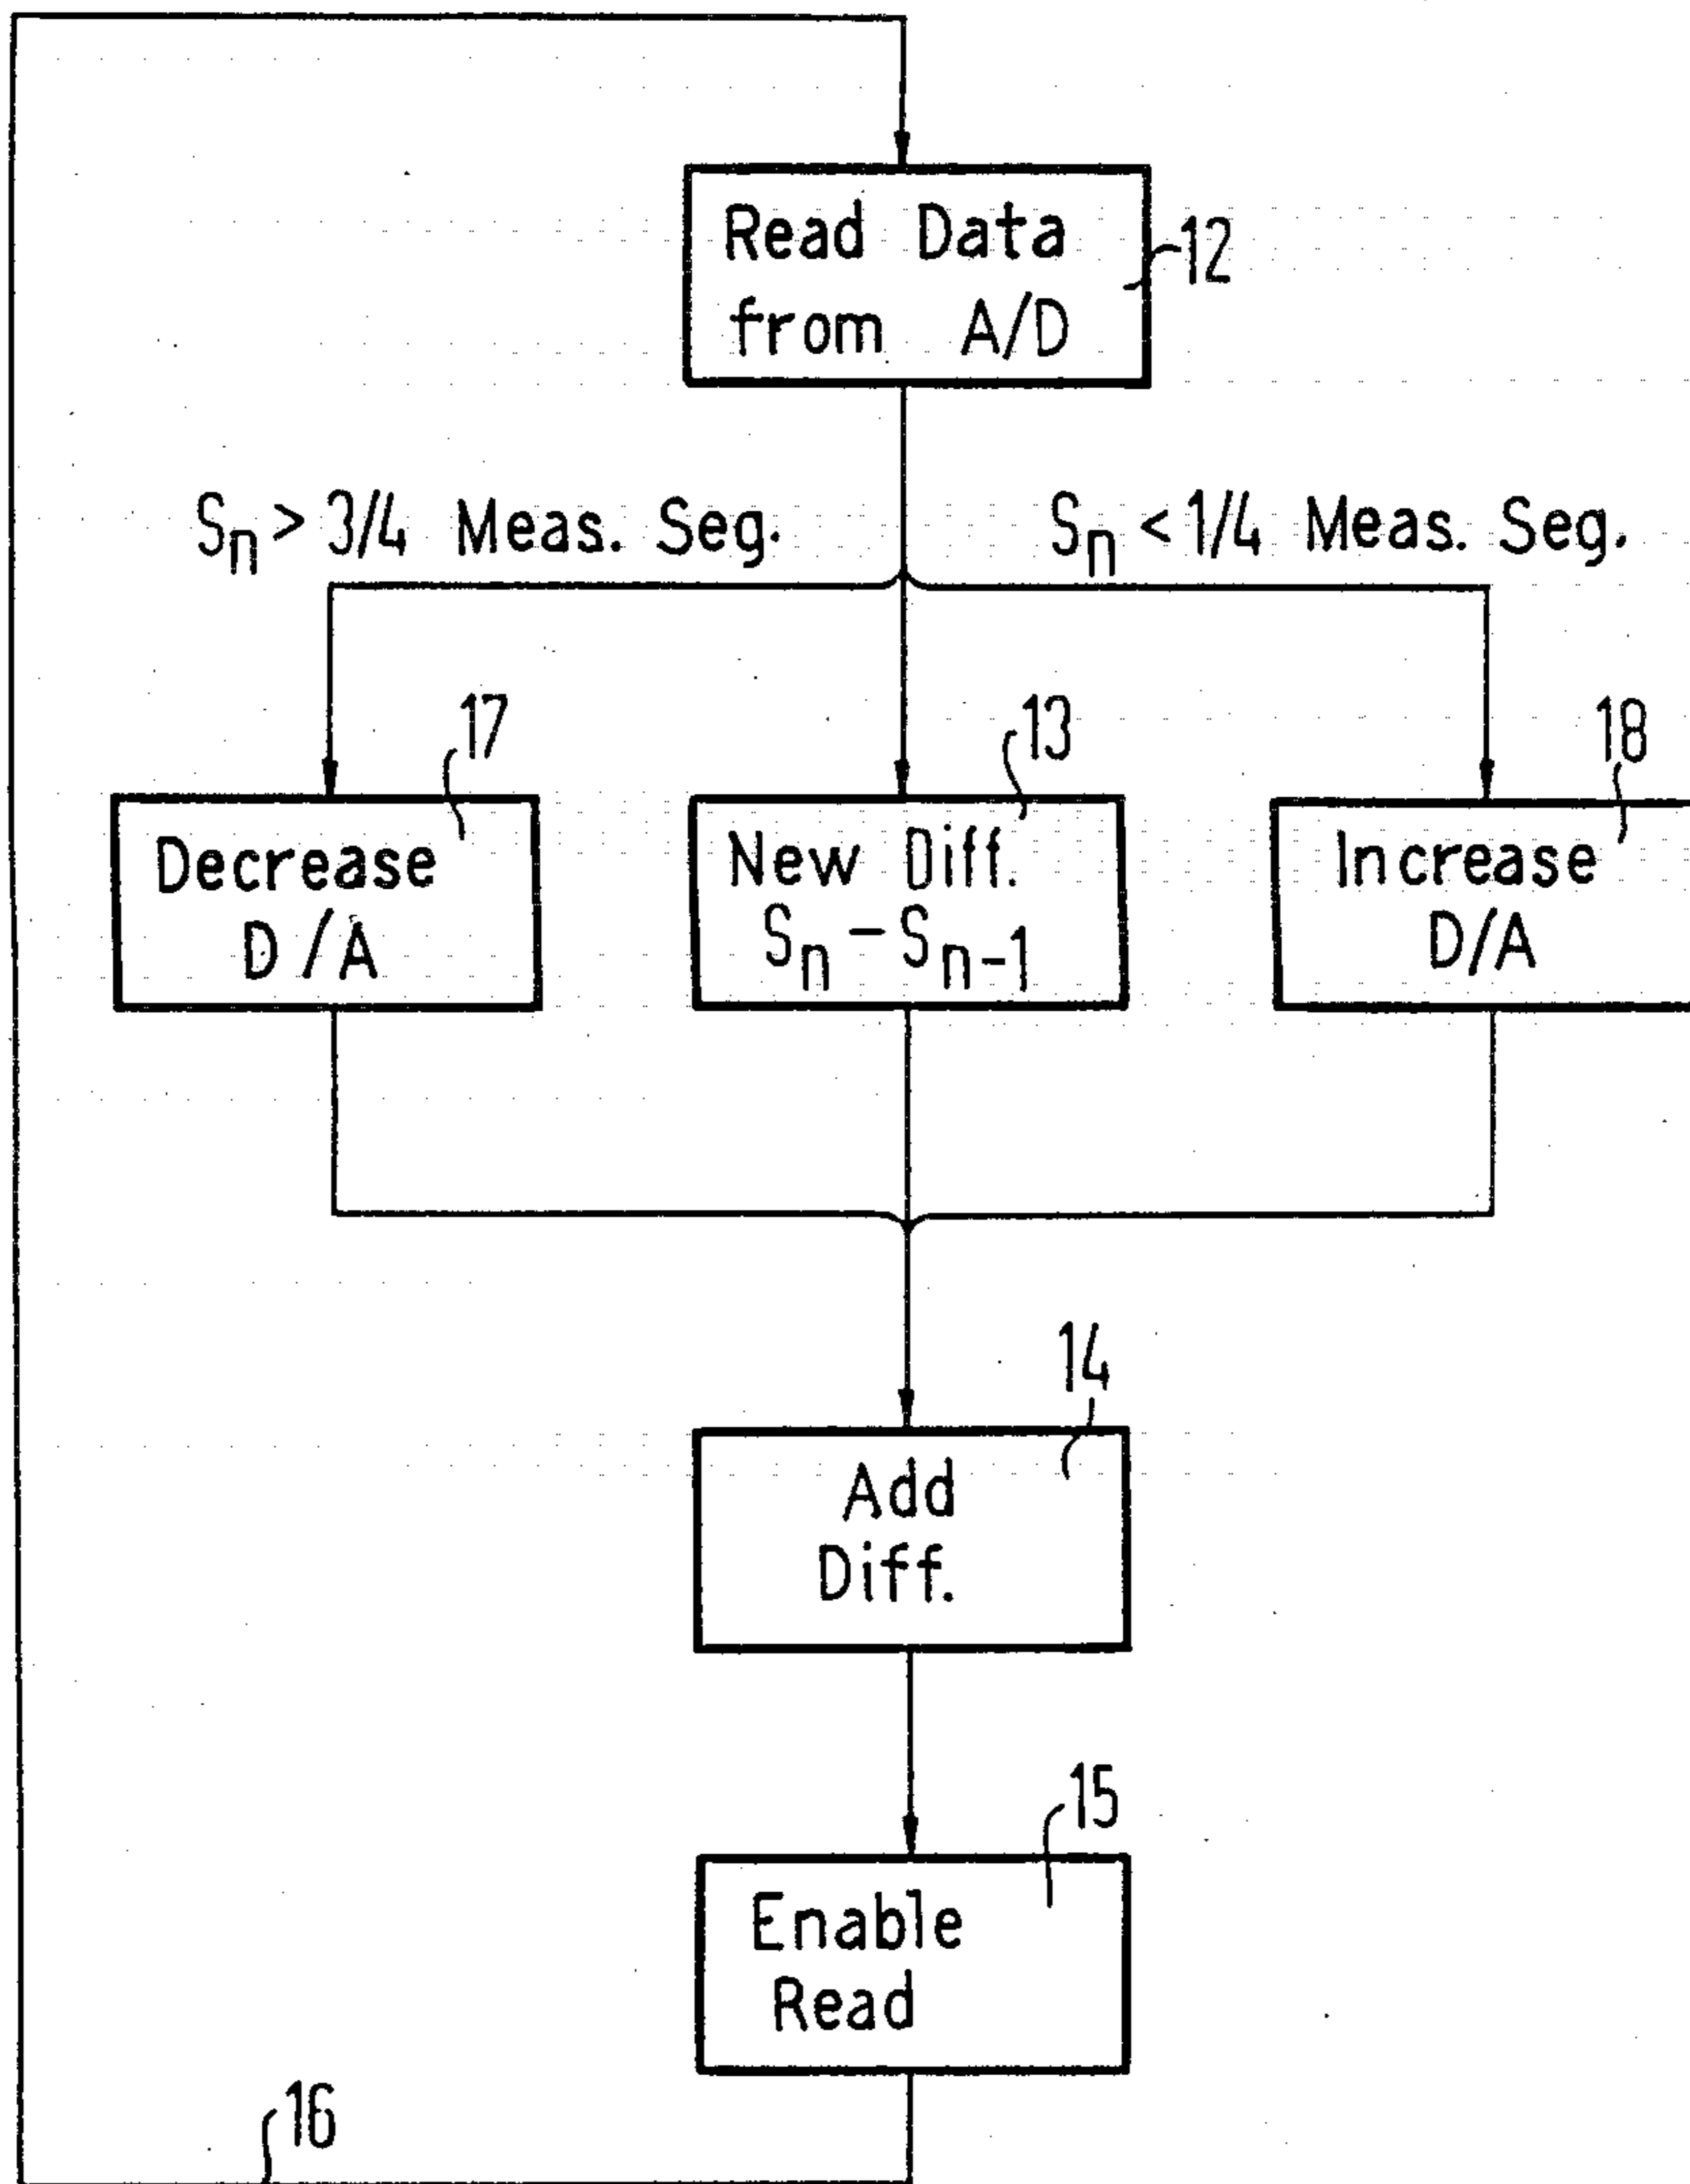 Read Data
from A/D
12
Sn > 3/4 Meas. Seg.
Sn < 1/4 Meas. Seg.
17
13
18
Decrease
D/A
New Diff.
Sn - Sn-1
Increase
D/A
14
Add
Diff.
15
Enable
Read
16